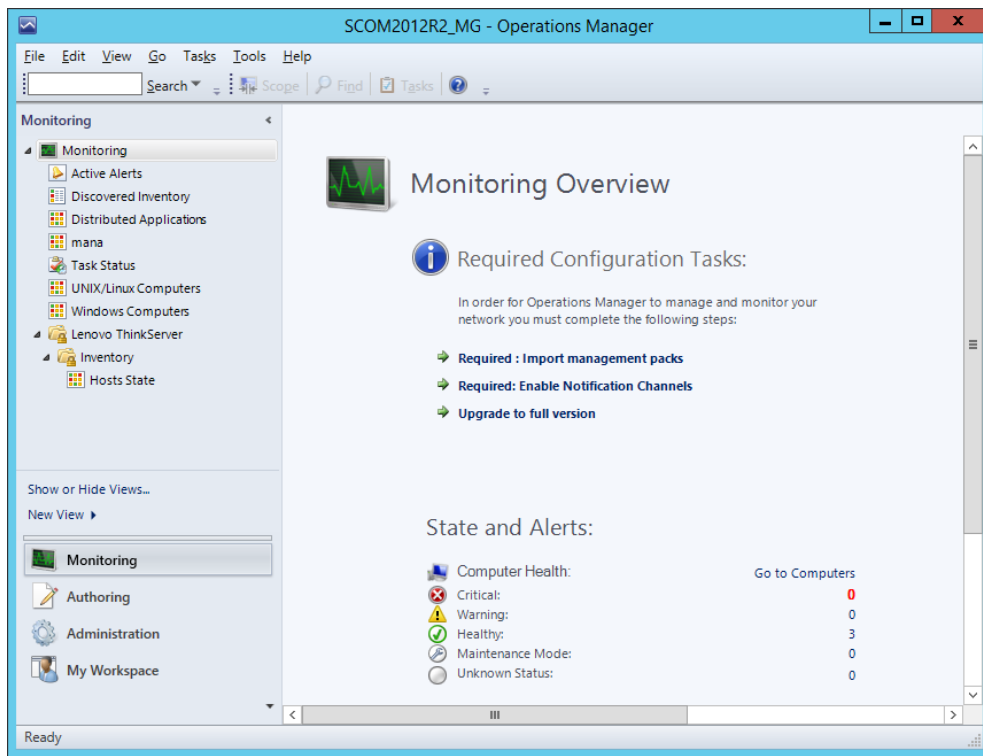 SCOM2012R2_MG - Operations Manager
File Edit View Go Tasks Tools Help
Search Scope Find Tasks
Monitoring
Monitoring
Active Alerts
Discovered Inventory
Distributed Applications
mana
Task Status
UNIX/Linux Computers
Windows Computers
Lenovo ThinkServer
Inventory
Hosts State
Show or Hide Views...
New View
Monitoring
Authoring
Administration
My Workspace
Monitoring Overview
Required Configuration Tasks:
In order for Operations Manager to manage and monitor your
network you must complete the following steps:
Required : Import management packs
Required: Enable Notification Channels
Upgrade to full version
State and Alerts:
Computer Health: Go to Computers
Critical: 0
Warning: 0
Healthy: 3
Maintenance Mode: 0
Unknown Status: 0
Ready